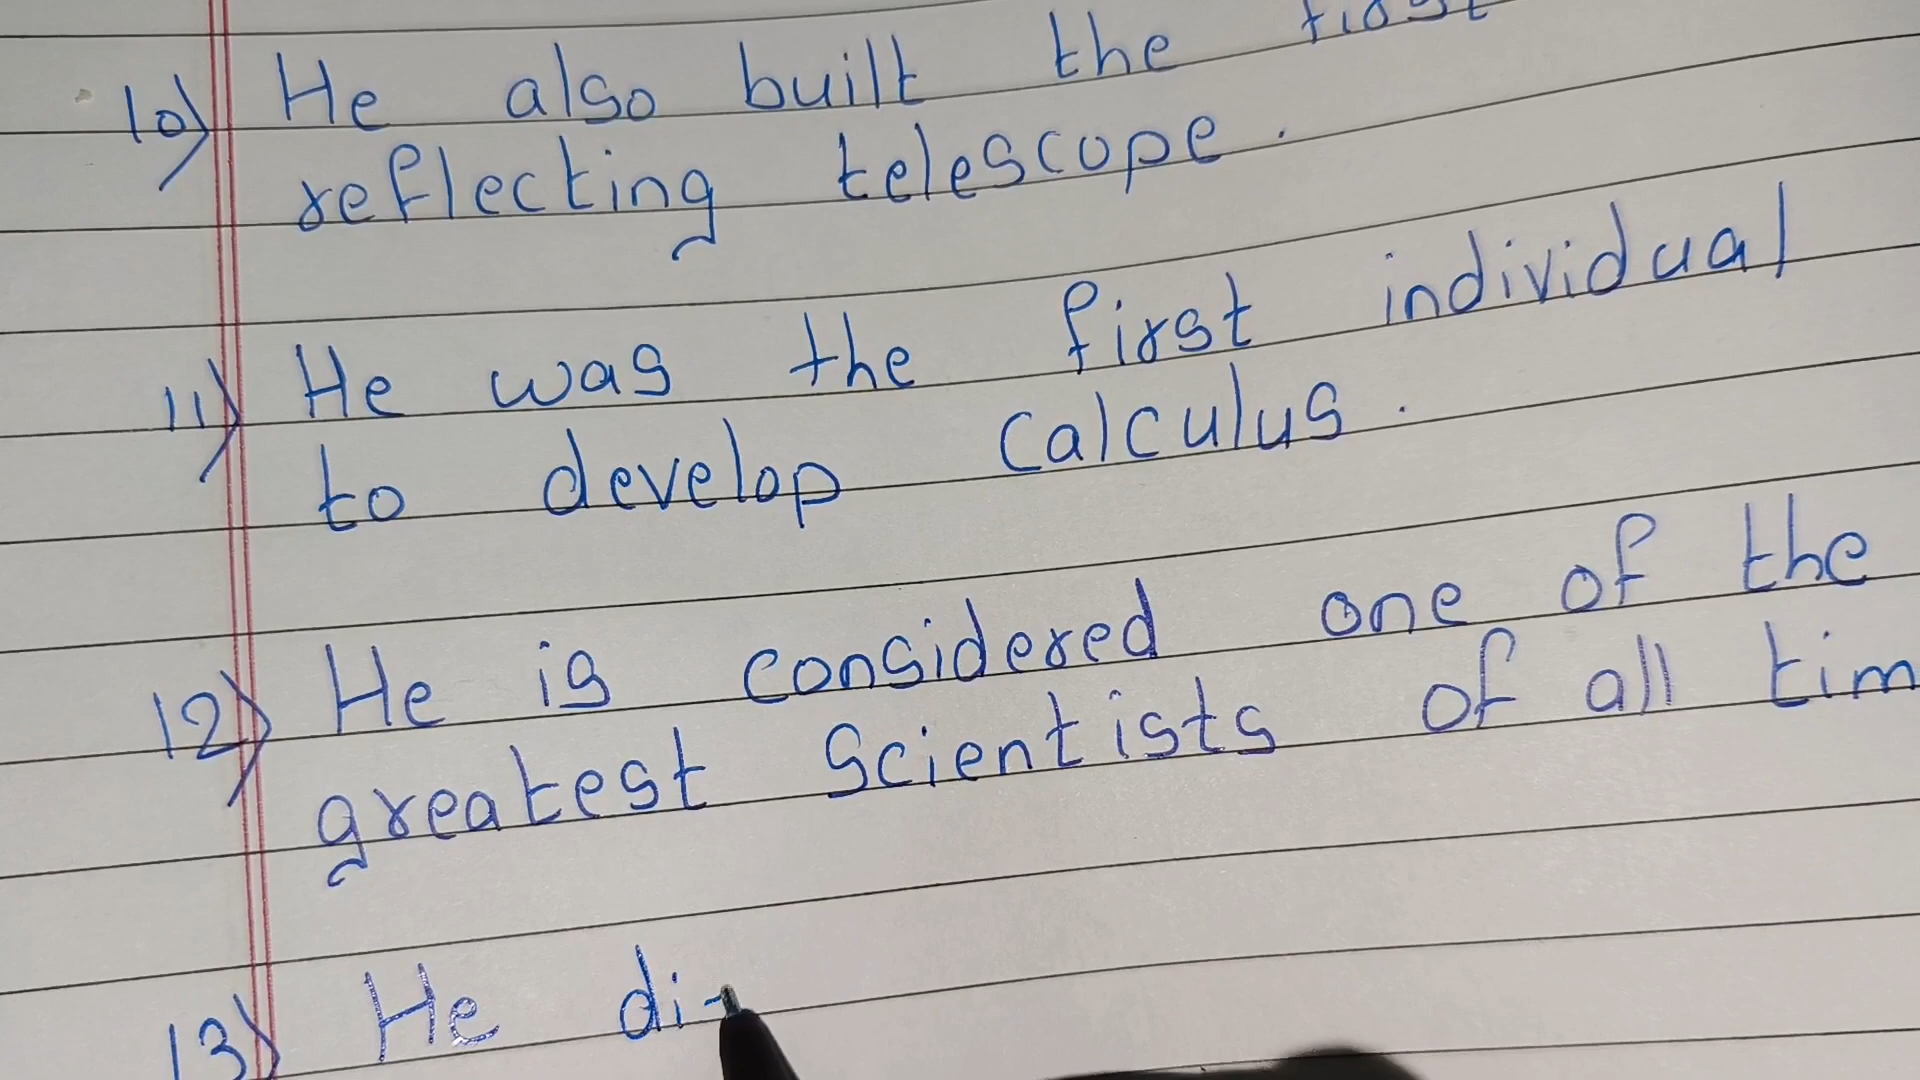 10) He also built the first
reflecting telescope.
11) He was the first individual
to develop calculus.
12) He is considered one of the
greatest Scientists of all tim
13) He di